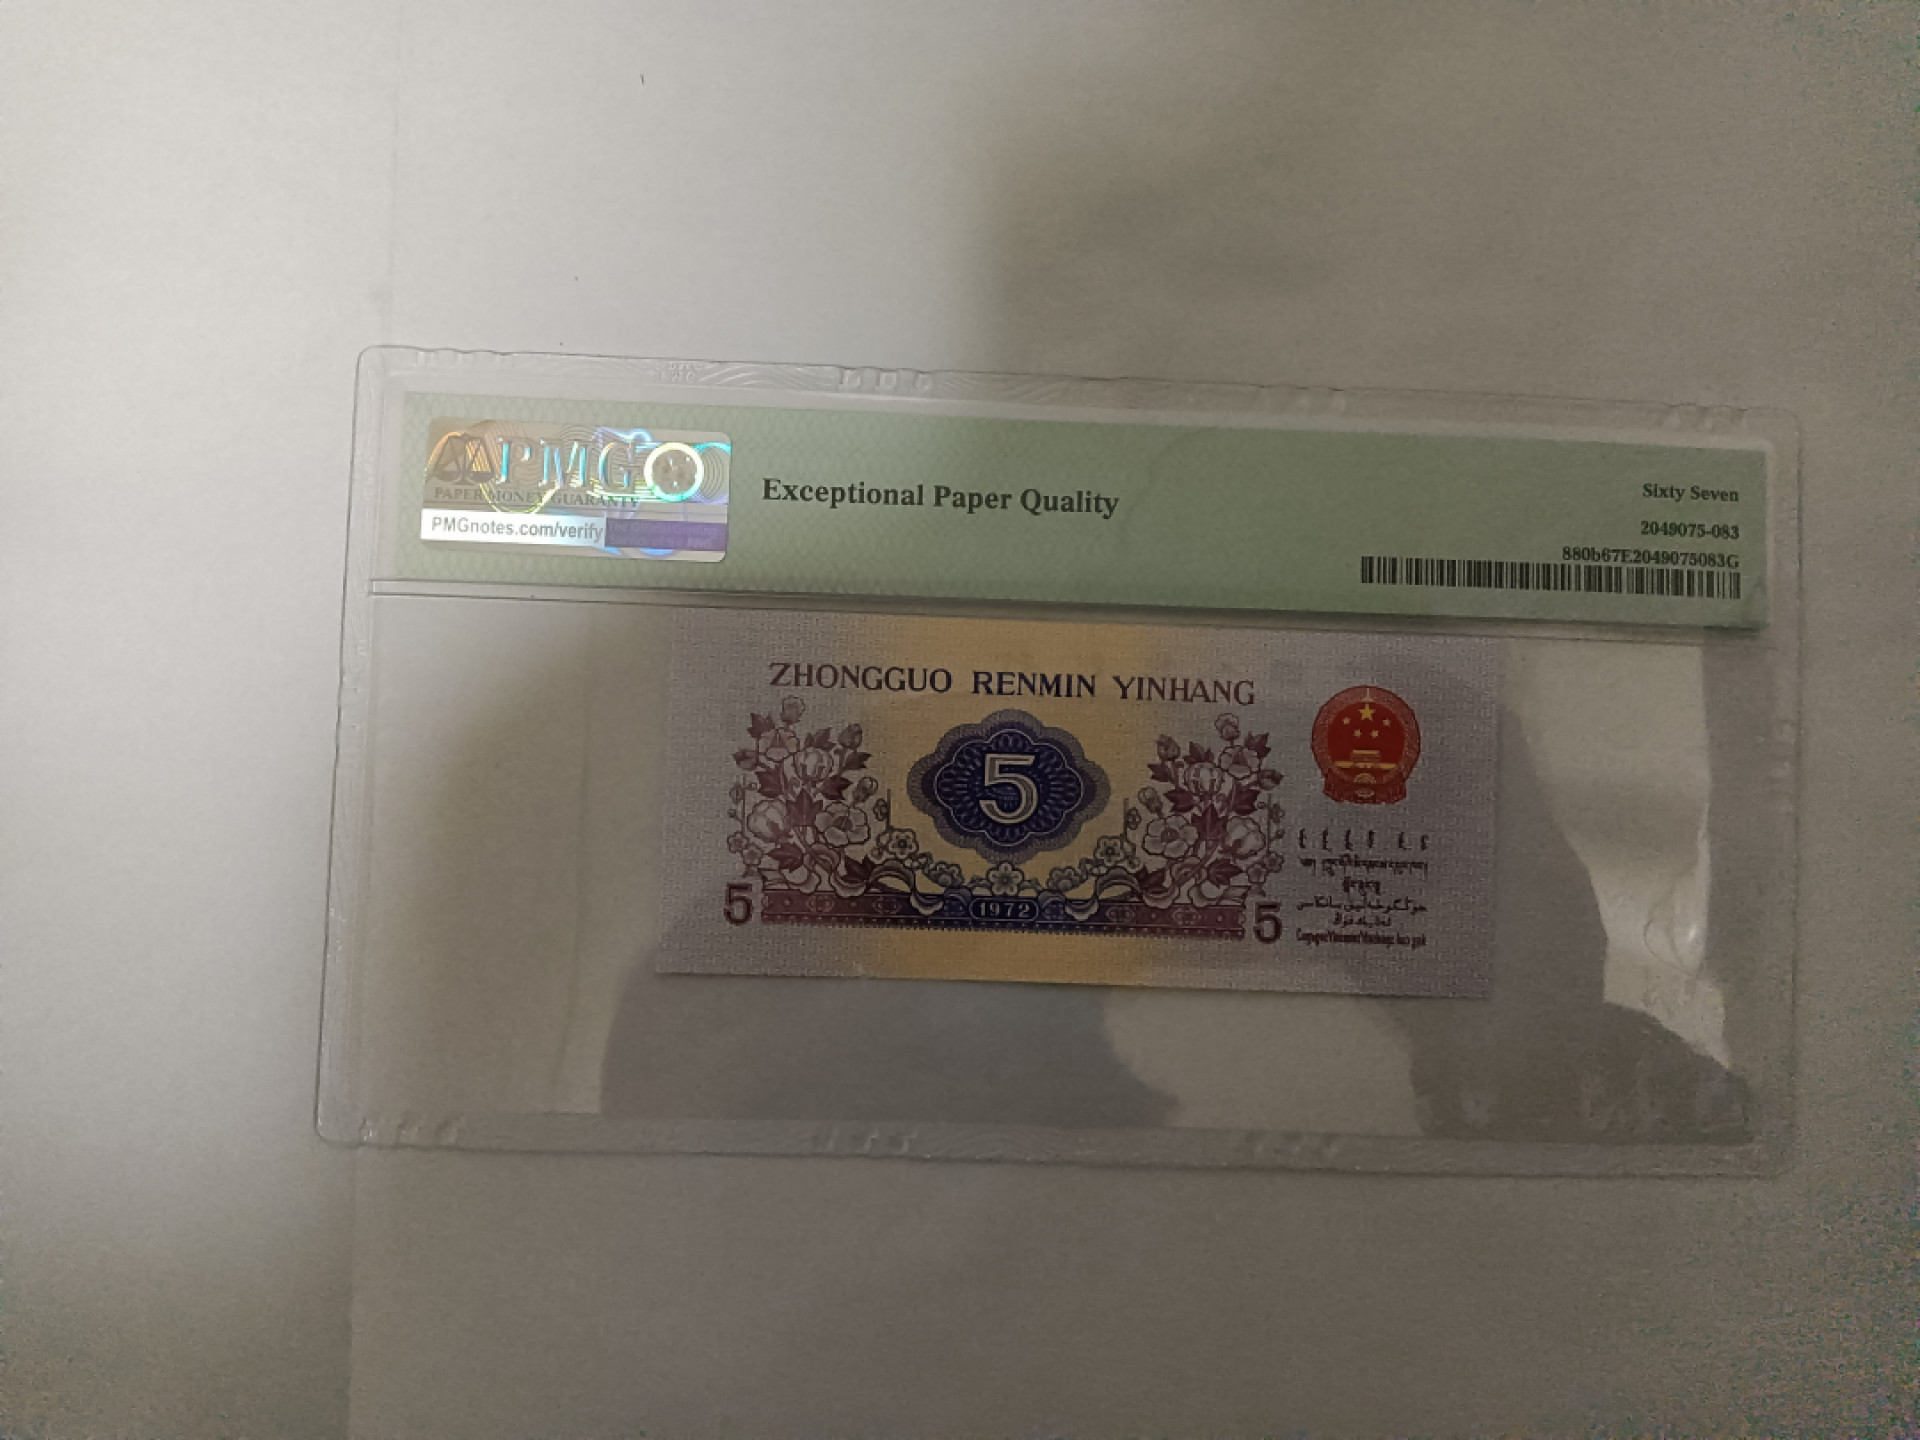 PMG
PAPER MONEY GUARANTY
PMGnotes.com/verify
Exceptional Paper Quality
Sixty Seven
2049075-083
880b67E2049075083G
ZHONGGUO RENMIN YINHANG
5
5
1972
5